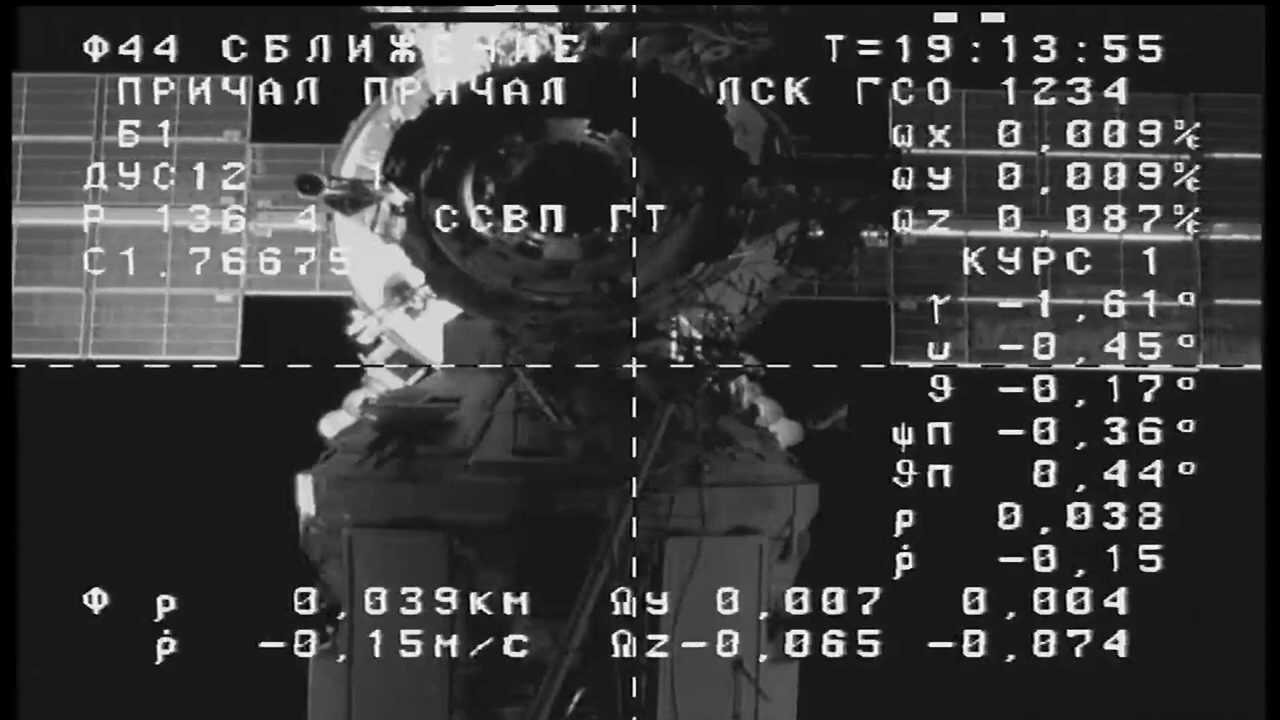 Ф44 СБЛИЖЕНИЕ T=19:13:55
ПРИЧАЛ ПРИЧАЛ ЛСК ГСО 1234
Б1 ωx 0,009°/с
ДУС12 1 ωy 0,009°/с
Р 136,4 ССВП ГТ ωz 0,087°/с
С1,76675 КУРС 1
γ -1,61°
ω -0,45°
ϑ -0,17°
ψП -0,36°
ϑП 0,44°
ρ 0,038
ρ̇ -0,15
Ф ρ 0,039км Ωy 0,007 0,004
ρ̇ -0,15м/с Ωz-0,065 -0,074